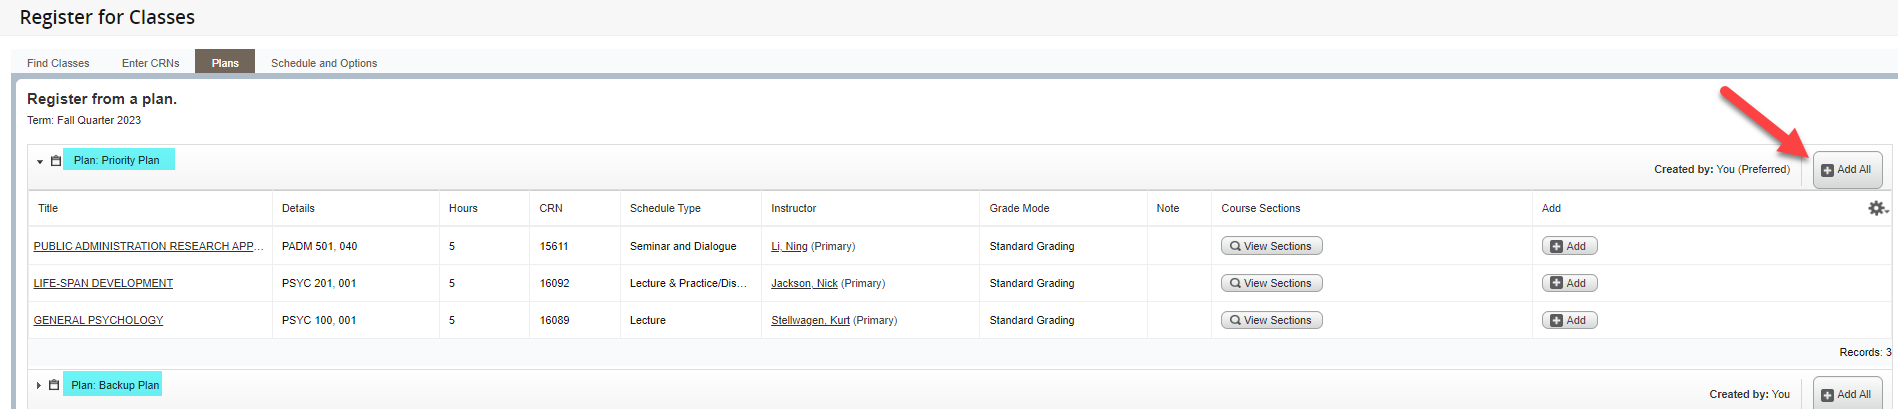 Register for Classes
Find Classes Enter CRNs Plans Schedule and Options
Register from a plan.
Term: Fall Quarter 2023
Plan: Priority Plan Created by: You (Preferred) Add All
Title Details Hours CRN Schedule Type Instructor Grade Mode Note Course Sections Add
PUBLIC ADMINISTRATION RESEARCH APP... PADM 501, 040 5 15611 Seminar and Dialogue Li, Ning (Primary) Standard Grading View Sections Add
LIFE-SPAN DEVELOPMENT PSYC 201, 001 5 16092 Lecture & Practice/Dis... Jackson, Nick (Primary) Standard Grading View Sections Add
GENERAL PSYCHOLOGY PSYC 100, 001 5 16089 Lecture Stellwagen, Kurt (Primary) Standard Grading View Sections Add
Records: 3
Plan: Backup Plan Created by: You Add All